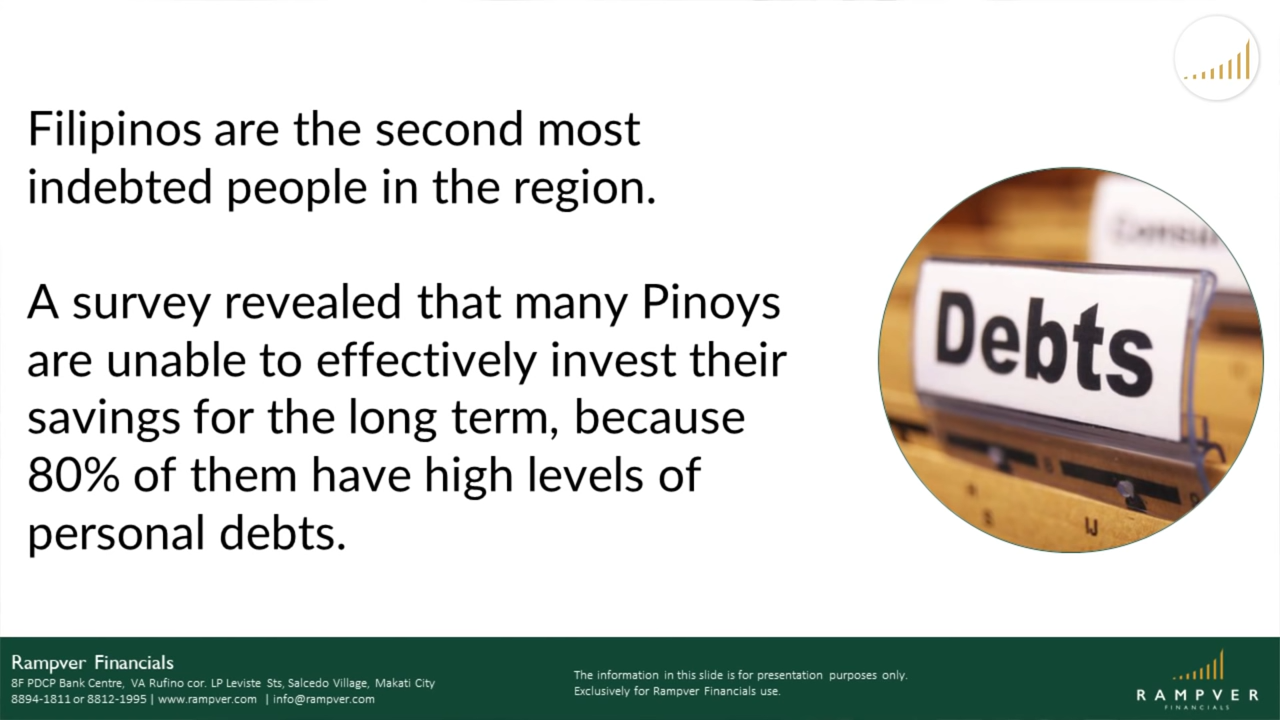 Filipinos are the second most
indebted people in the region.
A survey revealed that many Pinoys
are unable to effectively invest their
savings for the long term, because
80% of them have high levels of
personal debts.
Debts
Rampver Financials
8F PDCP Bank Centre, VA Rufino cor. LP Leviste Sts, Salcedo Village, Makati City
8894-1811 or 8812-1995 | www.rampver.com | info@rampver.com
The information in this slide is for presentation purposes only.
Exclusively for Rampver Financials use.
RAMPVER
FINANCIALS